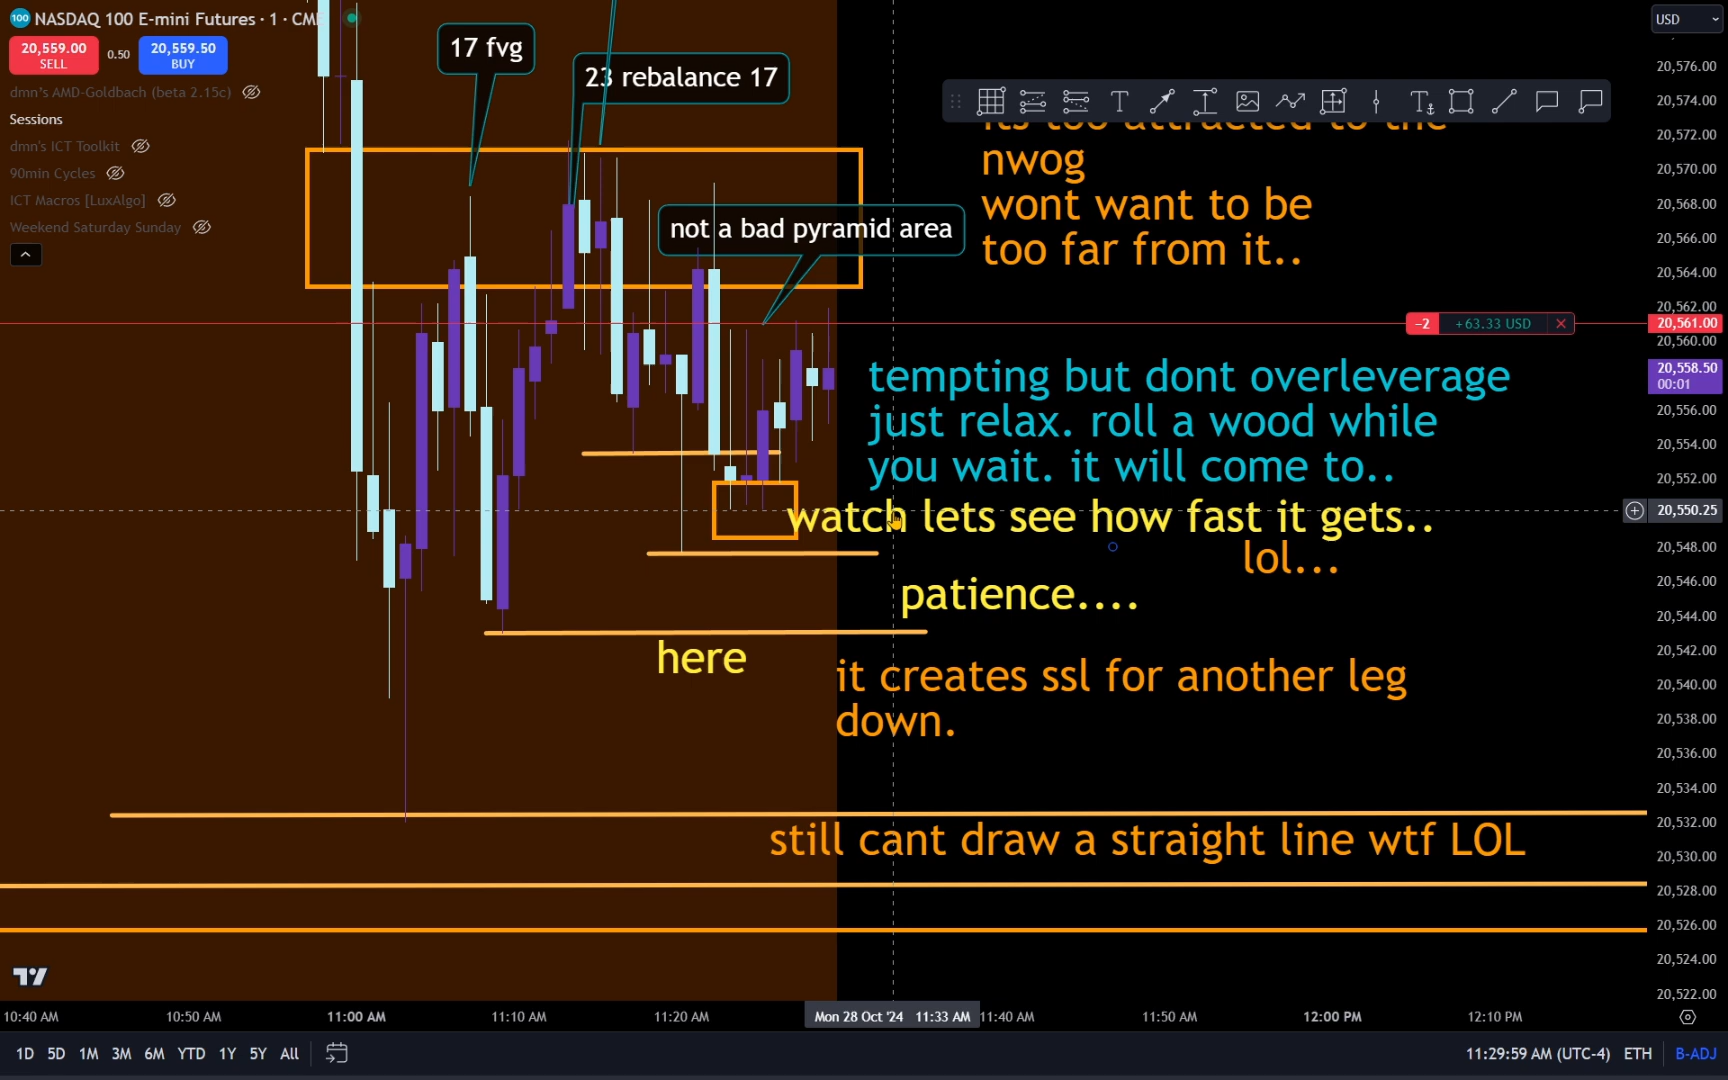 100 NASDAQ 100 E-mini Futures · 1 · CME
20,559.00
SELL
0.50
20,559.50
BUY
dmn's AMD-Goldbach (beta 2.15c)
Sessions
dmn's ICT Toolkit
90min Cycles
ICT Macros [LuxAlgo]
Weekend Saturday Sunday
17 fvg
23 rebalance 17
not a bad pyramid area
its too attracted to the
nwog
wont want to be
too far from it..
tempting but dont overleverage
just relax. roll a wood while
you wait. it will come to..
watch lets see how fast it gets..
lol...
patience....
here
it creates ssl for another leg
down.
still cant draw a straight line wtf LOL
-2 +63.33 USD
USD
20,576.00
20,574.00
20,572.00
20,570.00
20,568.00
20,566.00
20,564.00
20,562.00
20,561.00
20,560.00
20,558.50
00:01
20,556.00
20,554.00
20,552.00
20,550.25
20,548.00
20,546.00
20,544.00
20,542.00
20,540.00
20,538.00
20,536.00
20,534.00
20,532.00
20,530.00
20,528.00
20,526.00
20,524.00
20,522.00
10:40 AM 10:50 AM 11:00 AM 11:10 AM 11:20 AM Mon 28 Oct '24 11:33 AM 11:40 AM 11:50 AM 12:00 PM 12:10 PM
1D 5D 1M 3M 6M YTD 1Y 5Y All
11:29:59 AM (UTC-4) ETH B-ADJ